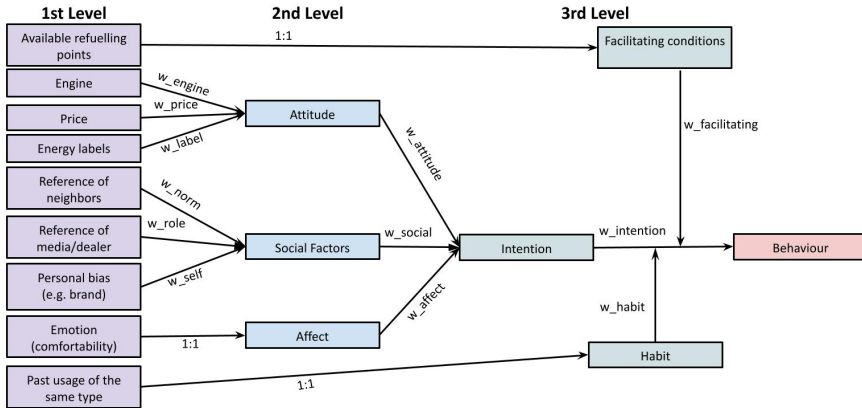 1st Level
2nd Level
3rd Level
Available refuelling
points
1:1
Facilitating conditions
Engine
w_engine
Price
w_price
Attitude
Energy labels
w_label
w_attitude
w_facilitating
Reference of
neighbors
w_norm
Reference of
media/dealer
w_role
Social Factors
w_social
Intention
w_intention
Behaviour
Personal bias
(e.g. brand)
w_self
w_affect
w_habit
Emotion
(comfortability)
1:1
Affect
Habit
Past usage of the
same type
1:1